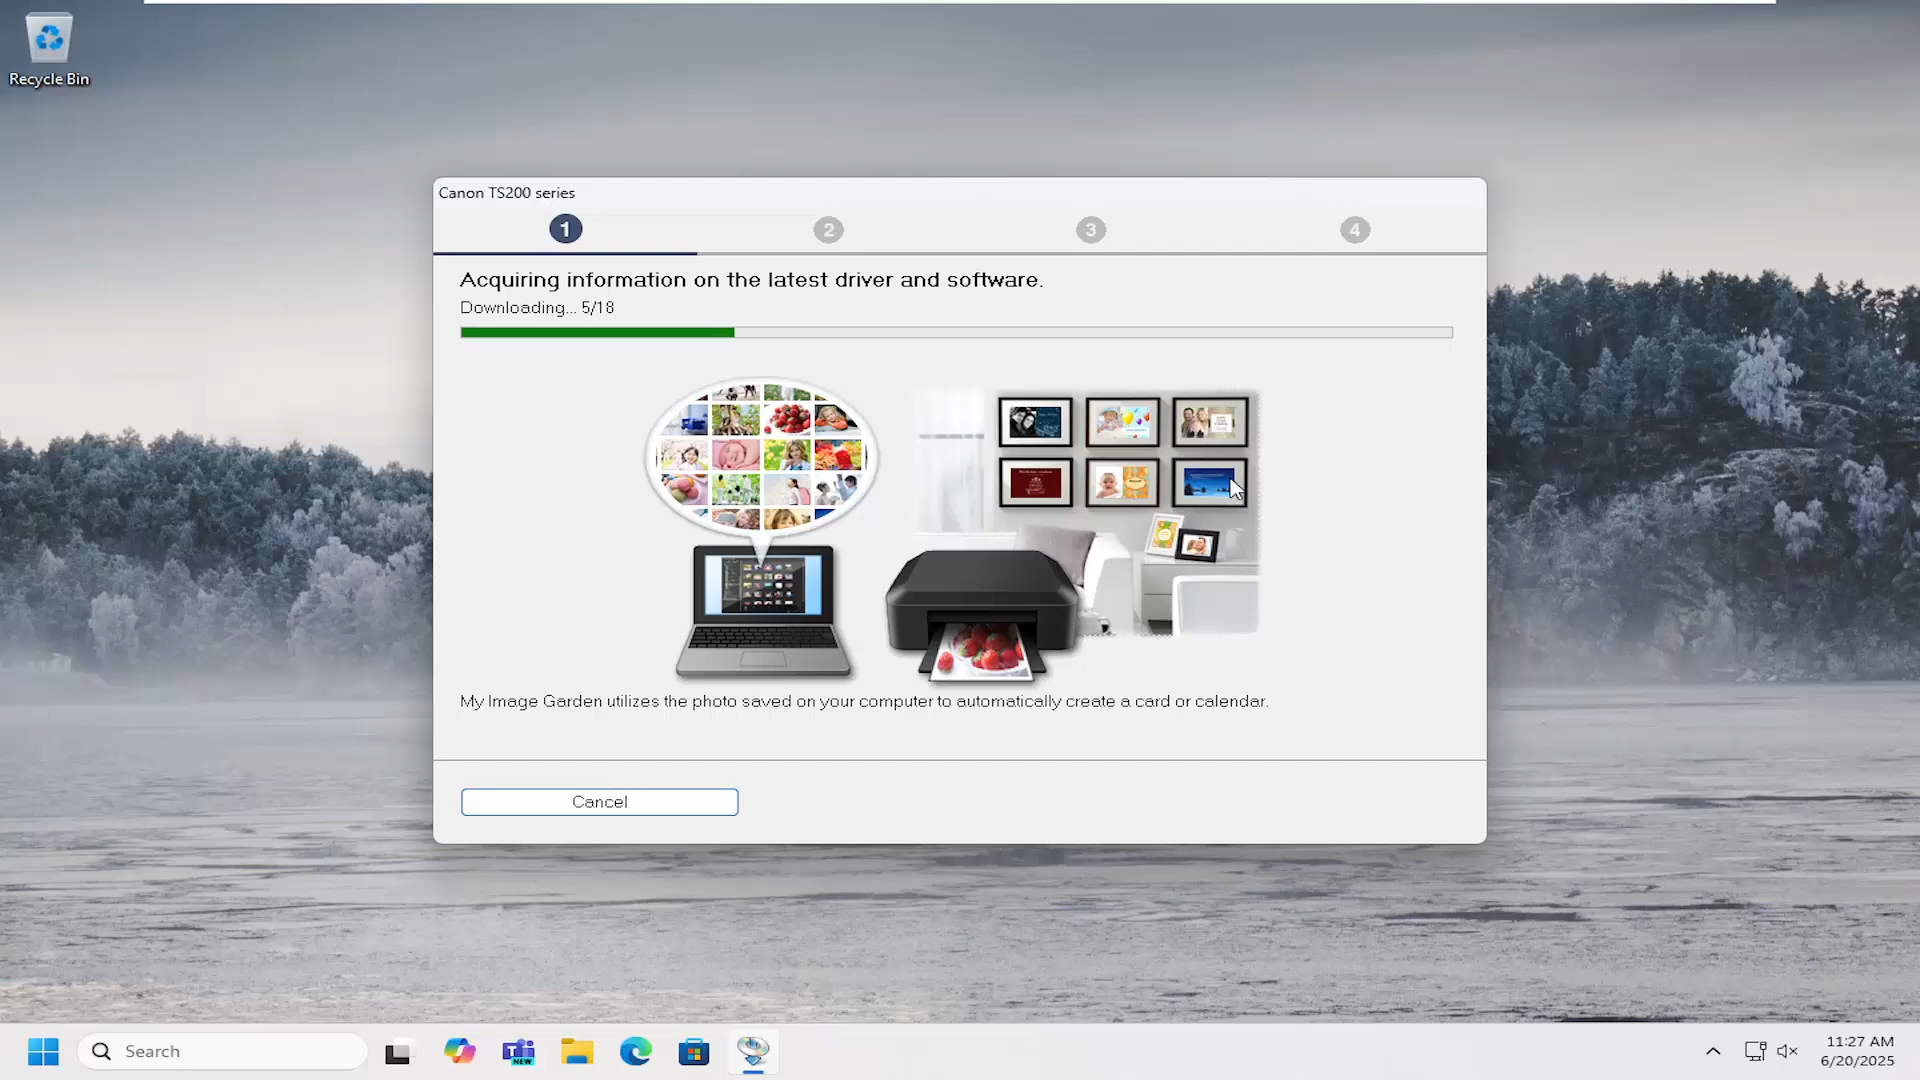 Recycle Bin
Canon TS200 series
1
2
3
4
Acquiring information on the latest driver and software.
Downloading... 5/18
My Image Garden utilizes the photo saved on your computer to automatically create a card or calendar.
Cancel
Search
NEW
11:27 AM
6/20/2025